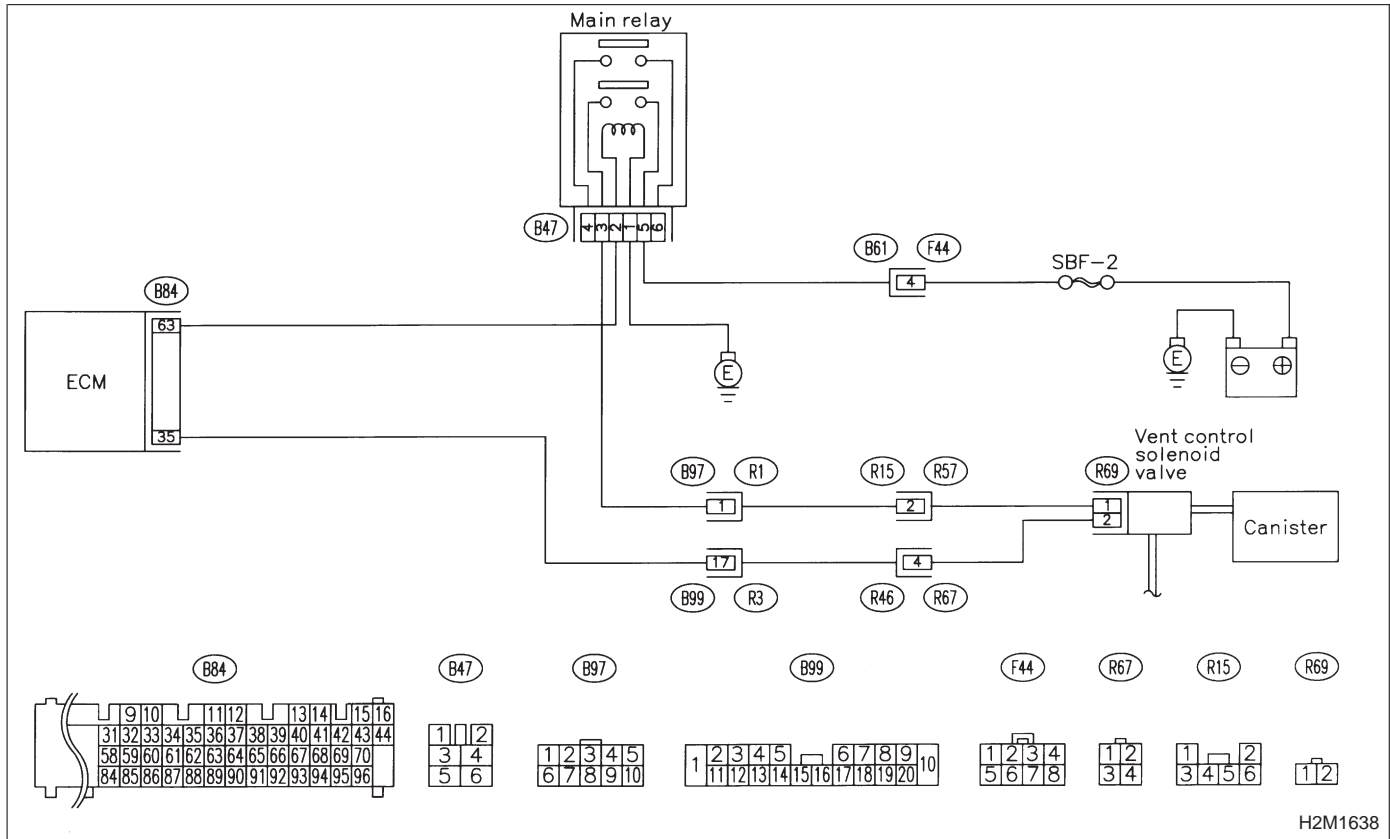 Main relay
B47
4 3 2 1 5 6
B61 F44
4
SBF-2
B84
63
ECM
35
E
E
⊖ ⊕
Vent control
solenoid
valve
B97 R1
1
R15 R57
2
R69
1
2
Canister
17
B99 R3
4
R46 R67
B84
9 10 11 12 13 14 15 16
31 32 33 34 35 36 37 38 39 40 41 42 43 44
58 59 60 61 62 63 64 65 66 67 68 69 70
84 85 86 87 88 89 90 91 92 93 94 95 96
B47
1 2
3 4
5 6
B97
1 2 3 4 5
6 7 8 9 10
B99
1 2 3 4 5 6 7 8 9 10
11 12 13 14 15 16 17 18 19 20
F44
1 2 3 4
5 6 7 8
R67
1 2
3 4
R15
1 2
3 4 5 6
R69
1 2
H2M1638